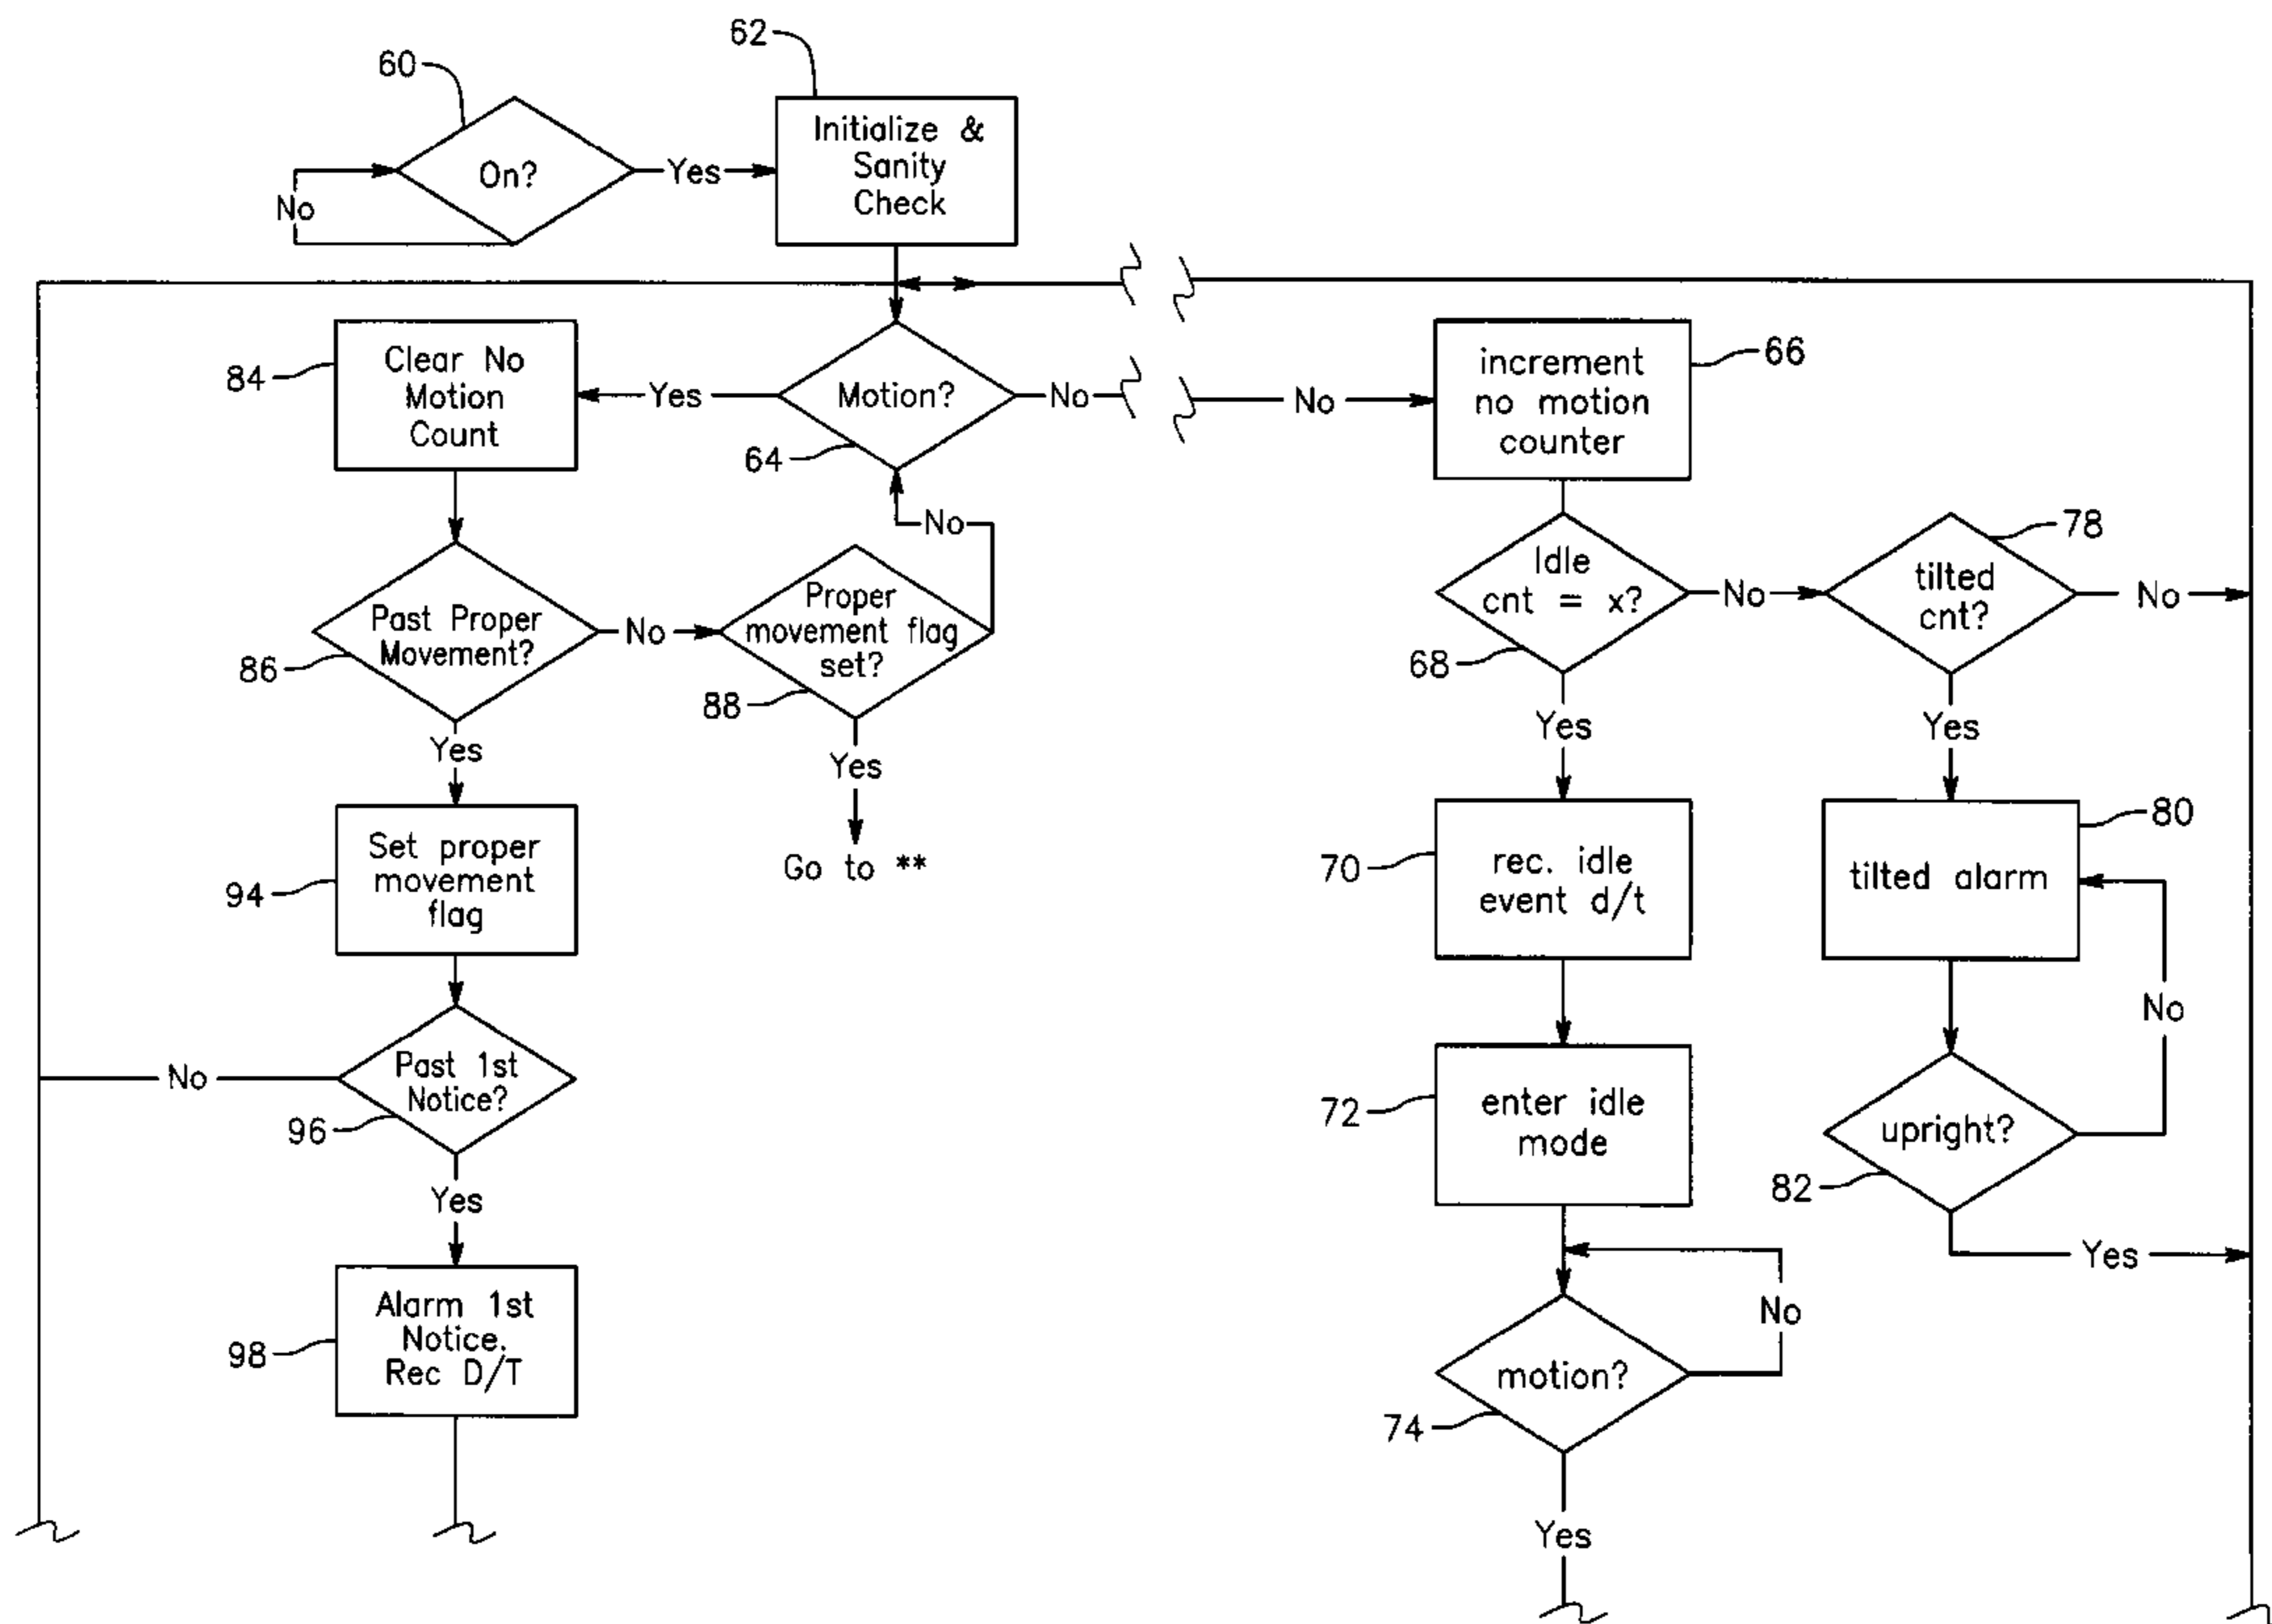 62
60
Initialize &
Sanity
Check
On?
Yes
No
84
Clear No
Motion
Count
Yes
Motion?
No
No
increment
no motion
counter
66
64
No
78
Past Proper
Movement?
86
No
Proper
movement flag
set?
88
Idle
cnt = x?
68
No
tilted
cnt?
No
Yes
Yes
Yes
Yes
Go to **
94
Set proper
movement
flag
70
rec. idle
event d/t
80
tilted alarm
No
No
Past 1st
Notice?
96
72
enter idle
mode
upright?
82
Yes
Yes
98
Alarm 1st
Notice.
Rec D/T
No
motion?
74
Yes